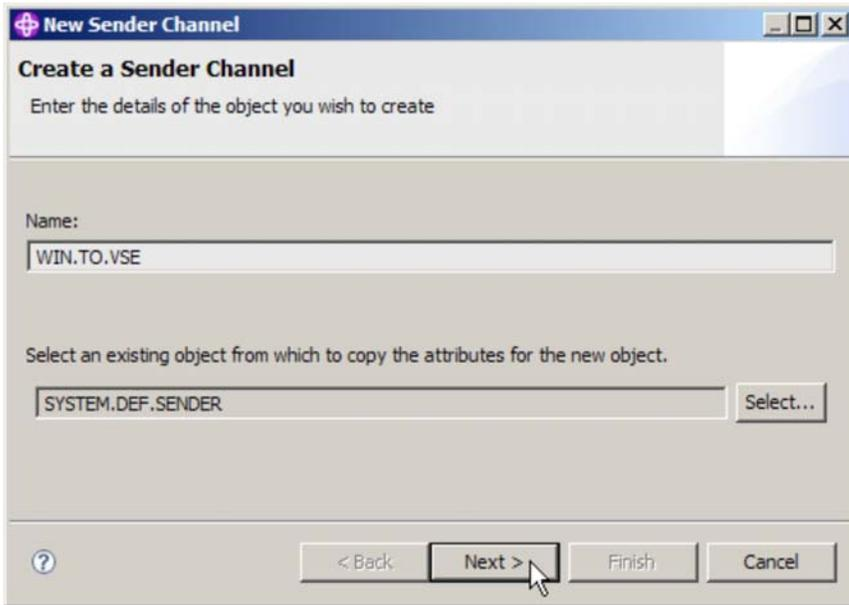 New Sender Channel
Create a Sender Channel
Enter the details of the object you wish to create
Name:
WIN.TO.VSE
Select an existing object from which to copy the attributes for the new object.
SYSTEM.DEF.SENDER
Select...
?
< Back
Next >
Finish
Cancel